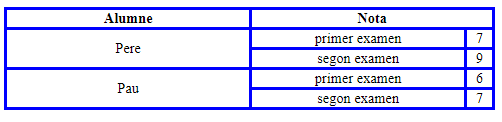 Alumne Nota
Pere
primer examen 7
segon examen 9
Pau
primer examen 6
segon examen 7